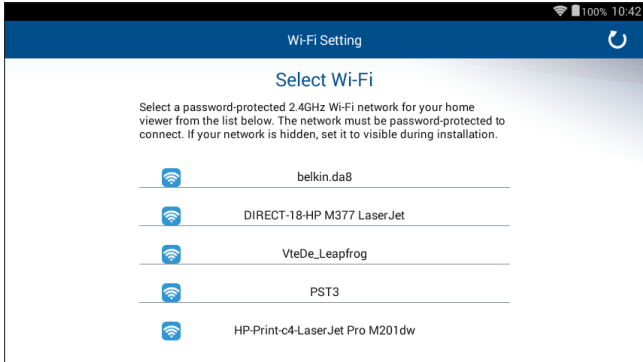 100% 10:42
Wi-Fi Setting
Select Wi-Fi
Select a password-protected 2.4GHz Wi-Fi network for your home
viewer from the list below. The network must be password-protected to
connect. If your network is hidden, set it to visible during installation.
belkin.da8
DIRECT-18-HP M377 LaserJet
VteDe_Leapfrog
PST3
HP-Print-c4-LaserJet Pro M201dw